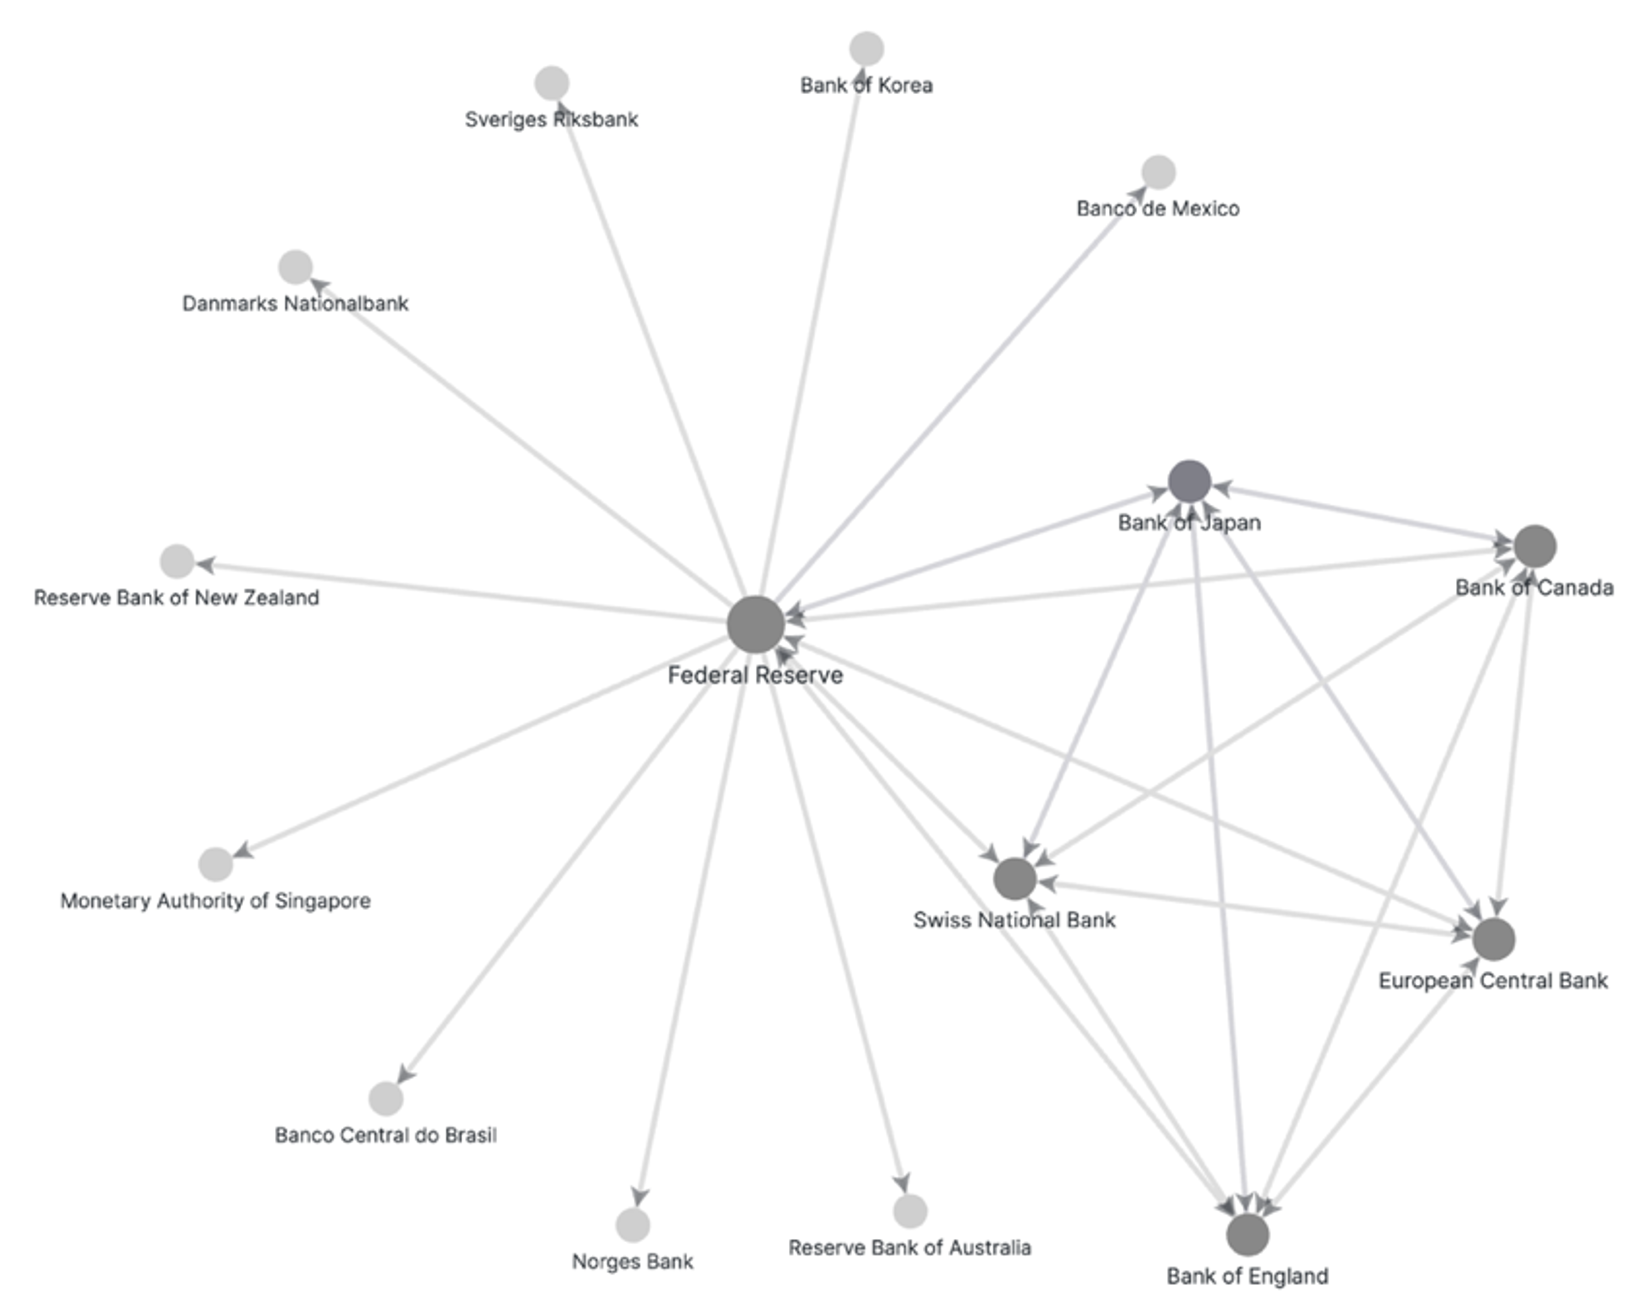 Bank of Korea
Sveriges Riksbank
Banco de Mexico
Danmarks Nationalbank
Bank of Japan
Bank of Canada
Reserve Bank of New Zealand
Federal Reserve
Monetary Authority of Singapore
Swiss National Bank
European Central Bank
Banco Central do Brasil
Reserve Bank of Australia
Norges Bank
Bank of England